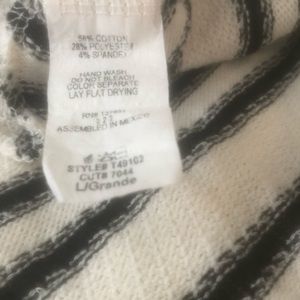 COTTON
28% POLYESTER
4% SPANDEX
HAND WASH
DO NOT BLEACH
COLOR SEPARATE
LAY FLAT DRYING
RN#
ASSEMBLED IN MEXICO
STYLE# T49102
CUT# 7044
L/Grande